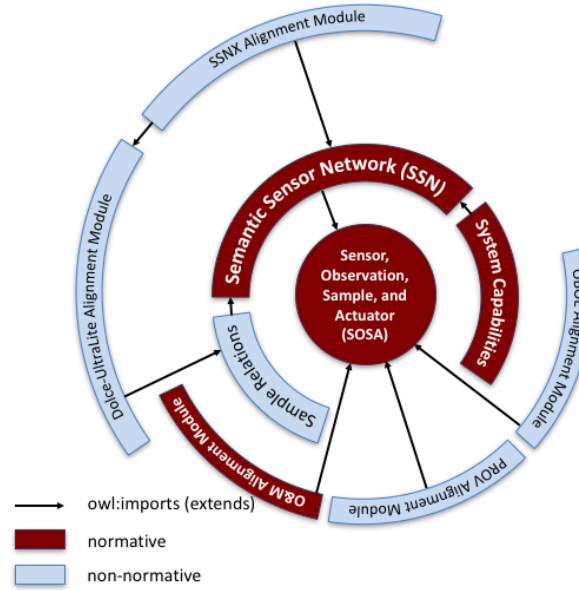 SSNX Alignment Module
Semantic Sensor Network (SSN)
System Capabilities
Sensor,
Observation,
Sample, and
Actuator
(SOSA)
Dolce-UltraLite Alignment Module
Sample Relations
O&M Alignment Module
PROV Alignment Module
Alignment Module
owl:imports (extends)
normative
non-normative